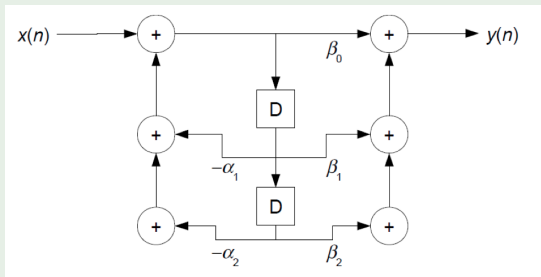 x(n) + β₀ + y(n)
D
+ −α₁ β₁ +
D
+ −α₂ β₂ +